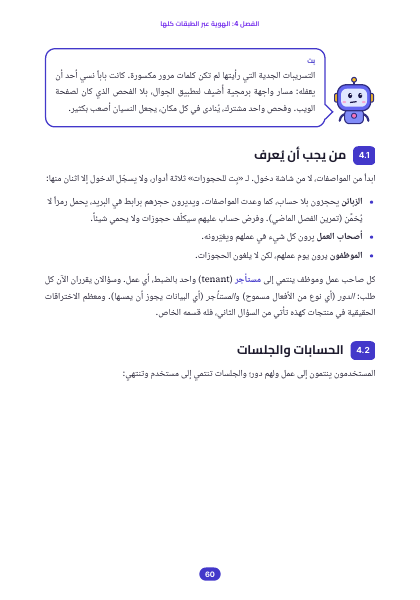 الفصل 4: الهوية عبر الطبقات كلها
بت
التسريبات الجدية التي رأيتها لم تكن كلمات مرور مكسورة. كانت باباً نسي أحد أن
يقفله: مسار واجهة برمجية أُضيف لتطبيق الجوال، بلا الفحص الذي كان لصفحة
الويب. وفحص واحد مشترك، يُنادى في كل مكان، يجعل النسيان أصعب بكثير.
4.1 من يجب أن يُعرف
ابدأ من المواصفات، لا من شاشة دخول. لـ «بِت للحجوزات» ثلاثة أدوار، ولا يسجّل الدخول إلا اثنان منها:
• الزبائن يحجزون بلا حساب، كما وعدت المواصفات. ويديرون حجزهم برابط في البريد، يحمل رمزاً لا
يُخمَّن (تمرين الفصل الماضي). وفرض حساب عليهم سيكلّف حجوزات ولا يحمي شيئاً.
• أصحاب العمل يرون كل شيء في عملهم ويغيّرونه.
• الموظفون يرون يوم عملهم، لكن لا يلغون الحجوزات.
كل صاحب عمل وموظف ينتمي إلى مستأجر (tenant) واحد بالضبط، أي عمل. وسؤالان يقرران الآن كل
طلب: الدور (أي نوع من الأفعال مسموح) والمستأجر (أي البيانات يجوز أن يمسها). ومعظم الاختراقات
الحقيقية في منتجات كهذه تأتي من السؤال الثاني، فله قسمه الخاص.
4.2 الحسابات والجلسات
المستخدمون ينتمون إلى عمل ولهم دور؛ والجلسات تنتمي إلى مستخدم وتنتهي:
60